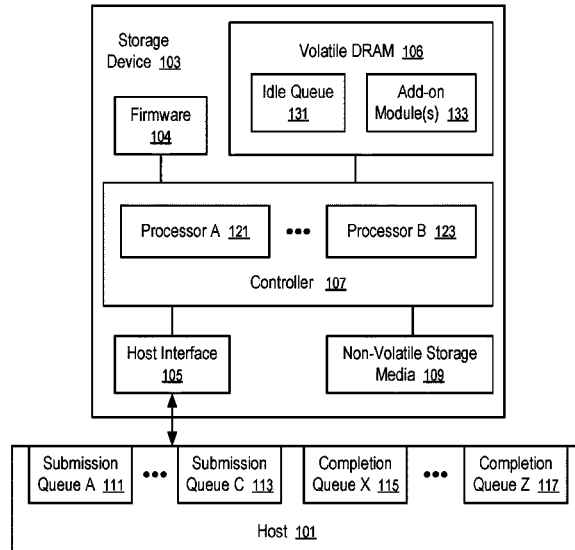 Storage
Device 103
Volatile DRAM 106
Idle Queue
131
Add-on
Module(s) 133
Firmware
104
Processor A 121
•••
Processor B 123
Controller 107
Host Interface
105
Non-Volatile Storage
Media 109
Submission
Queue A 111
•••
Submission
Queue C 113
Completion
Queue X 115
•••
Completion
Queue Z 117
Host 101